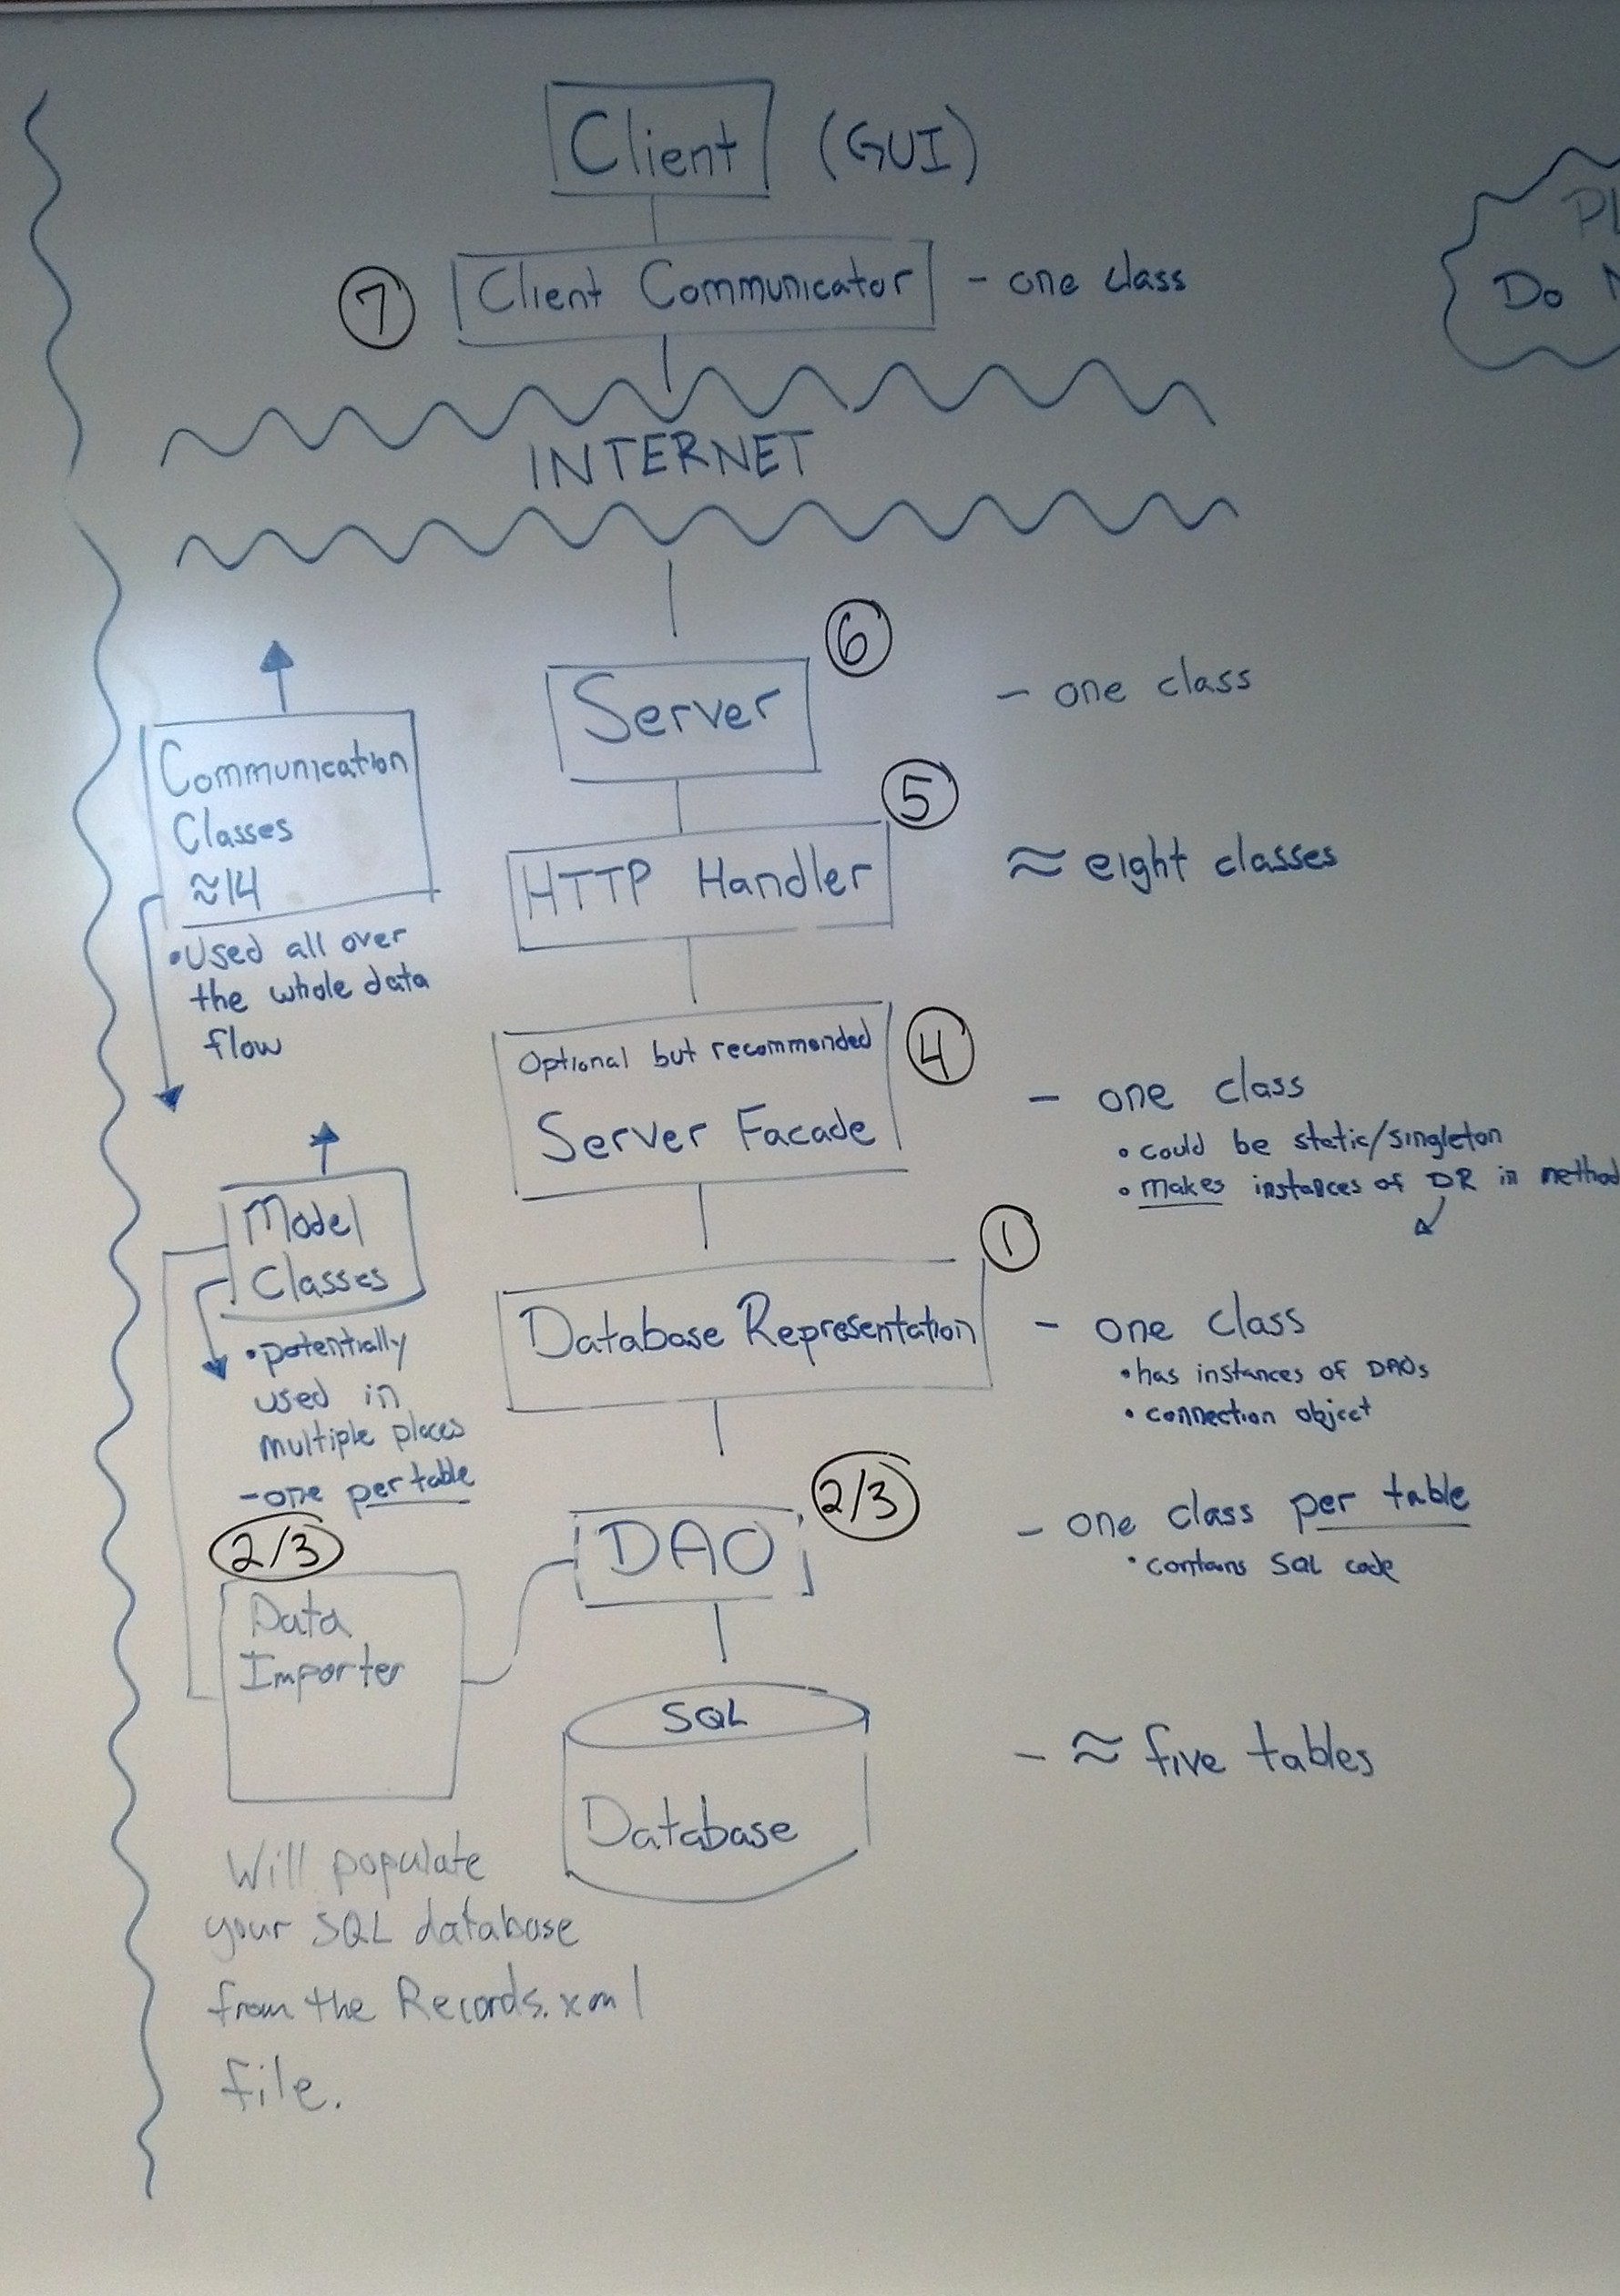 Client (GUI)
7 Client Communicator - one class
INTERNET
Server 6 - one class
HTTP Handler 5 ≈ eight classes
Communication
Classes
≈14
•Used all over
the whole data
flow
Optional but recommended 4
Server Facade
- one class
• could be static/singleton
• makes instances of DR in method
Model
Classes
•potentially
used in
multiple places
-one per table
Database Representation 1
- one class
•has instances of DAOs
• connection object
DAO 2/3
- one class per table
•contains SQL code
2/3
Data
Importer
SQL
Database
- ≈ five tables
Will populate
your SQL database
from the Records.xml
file.
Do